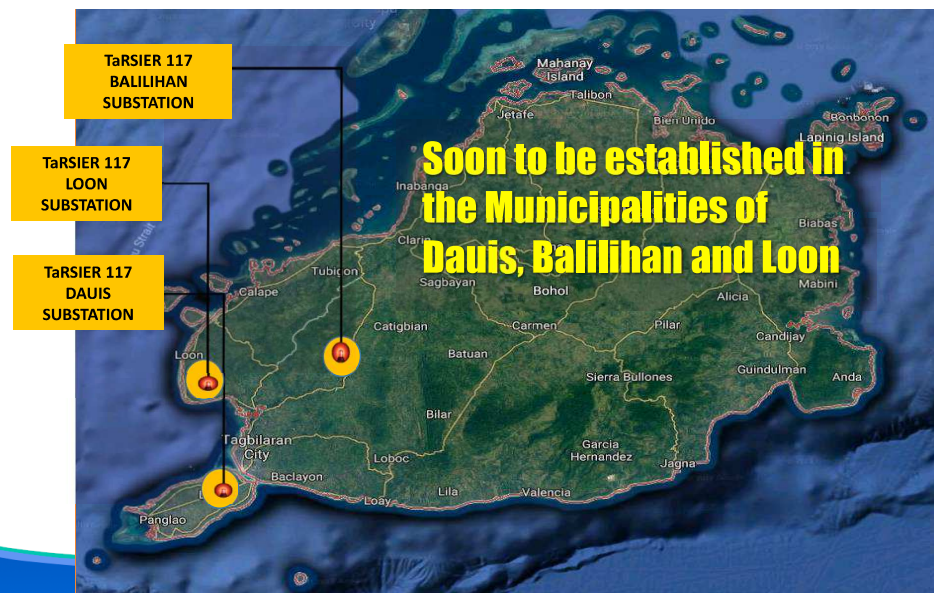 TaRSIER 117
BALILIHAN
SUBSTATION
TaRSIER 117
LOON
SUBSTATION
TaRSIER 117
DAUIS
SUBSTATION
Soon to be established in
the Municipalities of
Dauis, Balilihan and Loon
Mahanay
Island
Talibon
Jetafe
Bien Unido
Bonbonon
Lapinig Island
Inabanga
Biabas
Clarin
Tubigon
Sagbayan
Bohol
Mabini
Calape
Alicia
Catigbian
Carmen
Pilar
Candijay
Loon
Batuan
Sierra Bullones
Guindulman
Anda
Bilar
Tagbilaran
City
Garcia
Hernandez
Loboc
Jagna
Baclayon
Lila
Valencia
Loay
Panglao